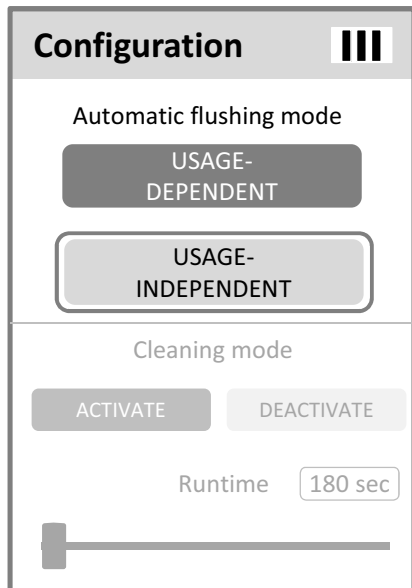 Configuration
Automatic flushing mode
USAGE-
DEPENDENT
USAGE-
INDEPENDENT
Cleaning mode
ACTIVATE DEACTIVATE
Runtime 180 sec